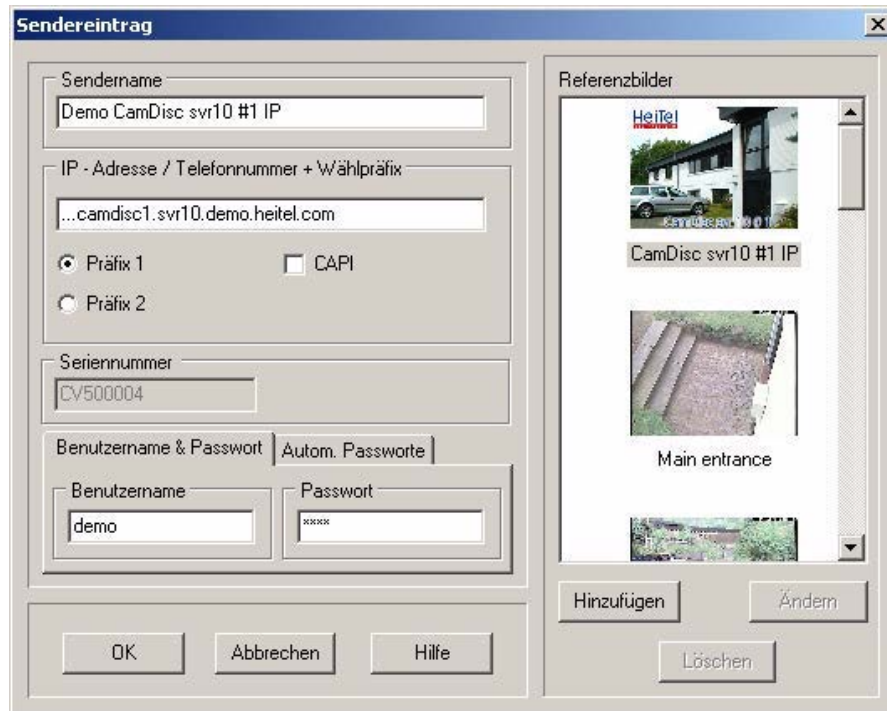 Sendereintrag
Sendername
Demo CamDisc svr10 #1 IP
IP - Adresse / Telefonnummer + Wählpräfix
...camdisc1.svr10.demo.heitel.com
Präfix 1
CAPI
Präfix 2
Seriennummer
CV500004
Benutzername & Passwort
Autom. Passworte
Benutzername
demo
Passwort
****
OK
Abbrechen
Hilfe
Referenzbilder
HeiTel
CamDisc svr10 #1 IP
Main entrance
Hinzufügen
Ändern
Löschen